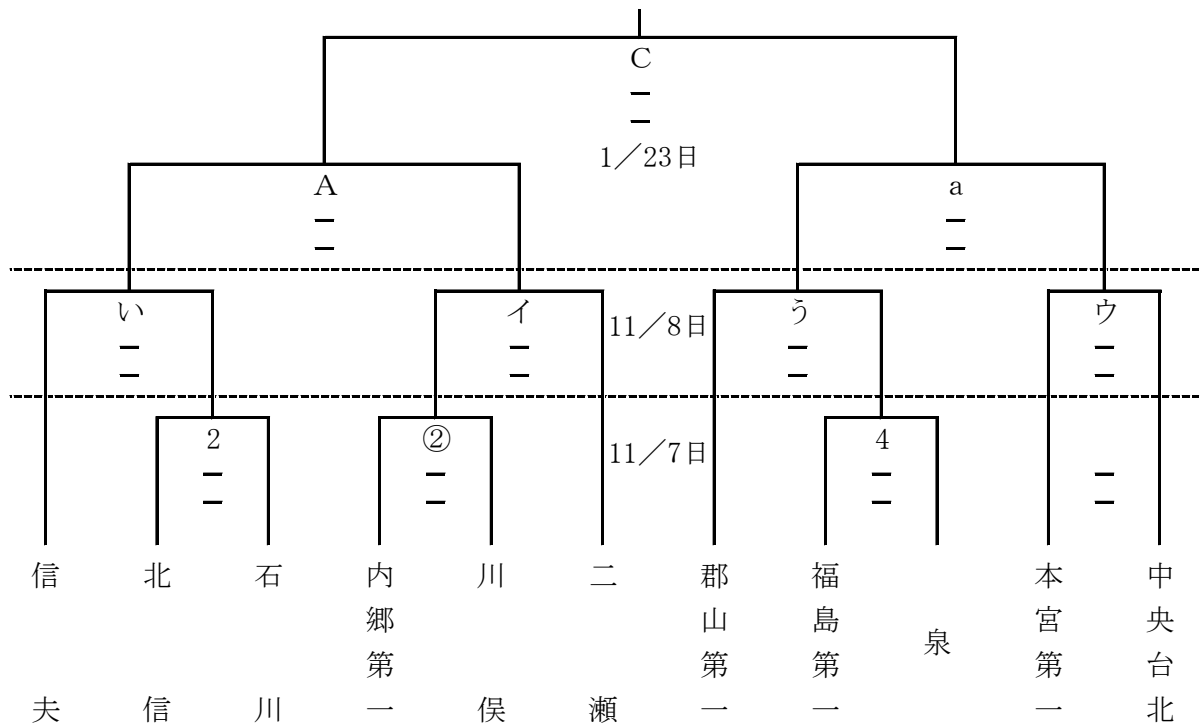 C
－
－
1／23日
A
－
－
a
－
－
い
－
－
イ
－
－
11／8日
う
－
－
ウ
－
－
2
－
－
②
－
－
11／7日
4
－
－
－
－
信夫
北信
石川
内郷第一
川俣
二瀬
郡山第一
福島第一
泉
本宮第一
中央台北